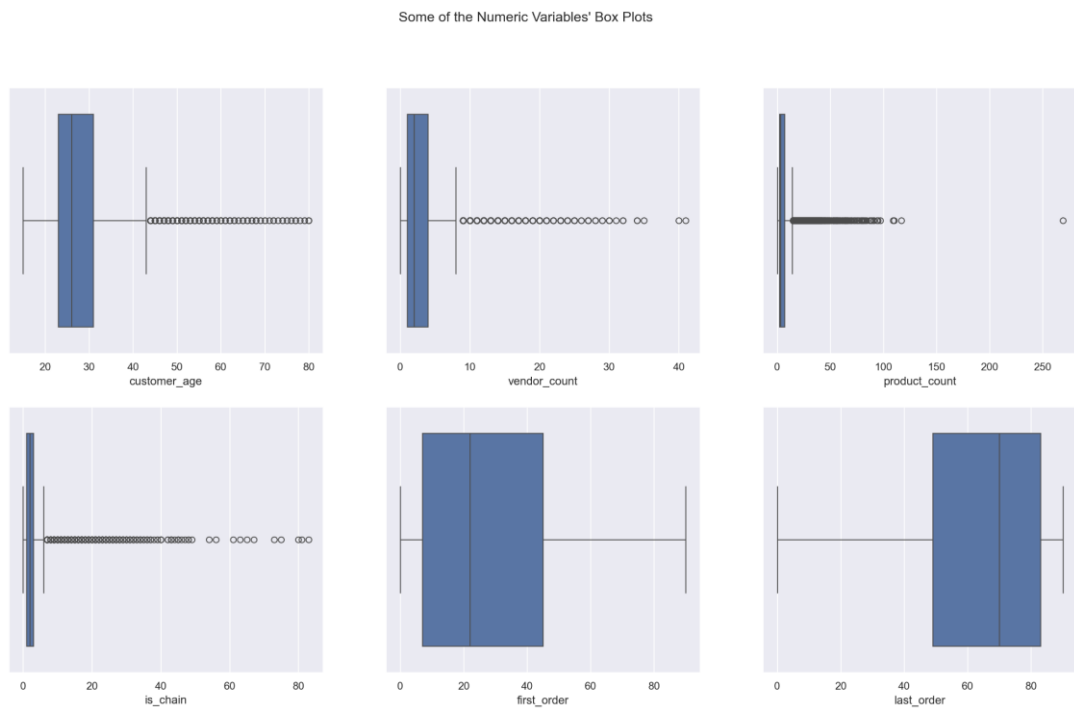 Some of the Numeric Variables' Box Plots
20 30 40 50 60 70 80
customer_age
0 10 20 30 40
vendor_count
0 50 100 150 200 250
product_count
0 20 40 60 80
is_chain
0 20 40 60 80
first_order
0 20 40 60 80
last_order